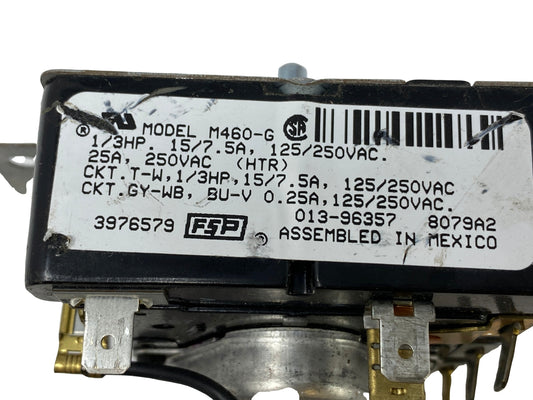 MODEL M460-G
® 1/3HP. 15/7.5A, 125/250VAC.
25A, 250VAC (HTR)
CKT.T-W,1/3HP,15/7.5A, 125/250VAC
CKT.GY-WB, BU-V 0.25A,125/250VAC.
013-96357 8079A2
3976579 FSP ® ASSEMBLED IN MEXICO